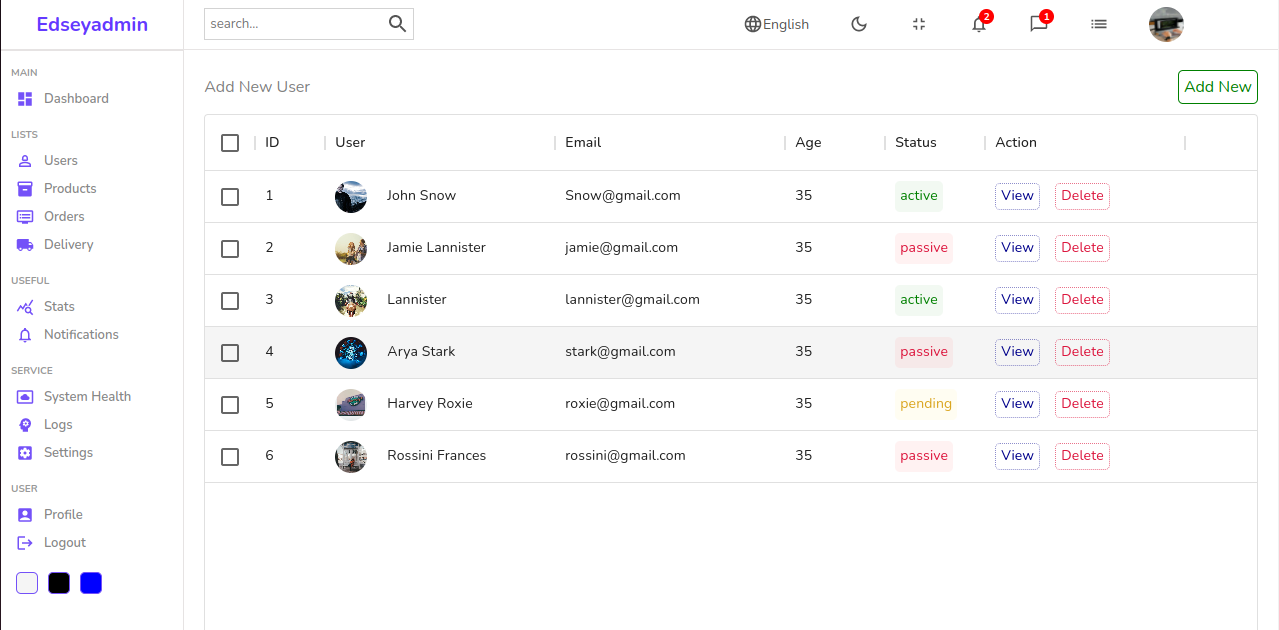 Edseyadmin
search...
English
2
1
MAIN
Dashboard
LISTS
Users
Products
Orders
Delivery
USEFUL
Stats
Notifications
SERVICE
System Health
Logs
Settings
USER
Profile
Logout
Add New User
Add New
ID User Email Age Status Action
1 John Snow Snow@gmail.com 35 active View Delete
2 Jamie Lannister jamie@gmail.com 35 passive View Delete
3 Lannister lannister@gmail.com 35 active View Delete
4 Arya Stark stark@gmail.com 35 passive View Delete
5 Harvey Roxie roxie@gmail.com 35 pending View Delete
6 Rossini Frances rossini@gmail.com 35 passive View Delete